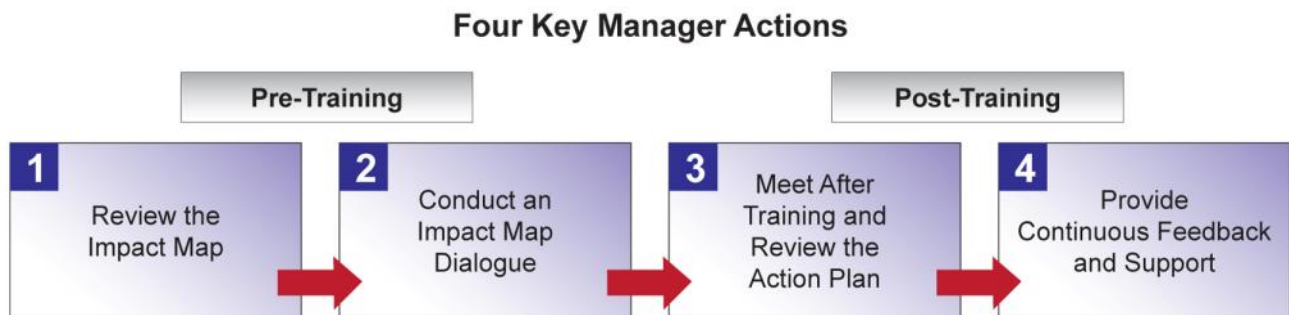 Four Key Manager Actions
Pre-Training
Post-Training
1
Review the
Impact Map
2
Conduct an
Impact Map
Dialogue
3
Meet After
Training and
Review the
Action Plan
4
Provide
Continuous Feedback
and Support